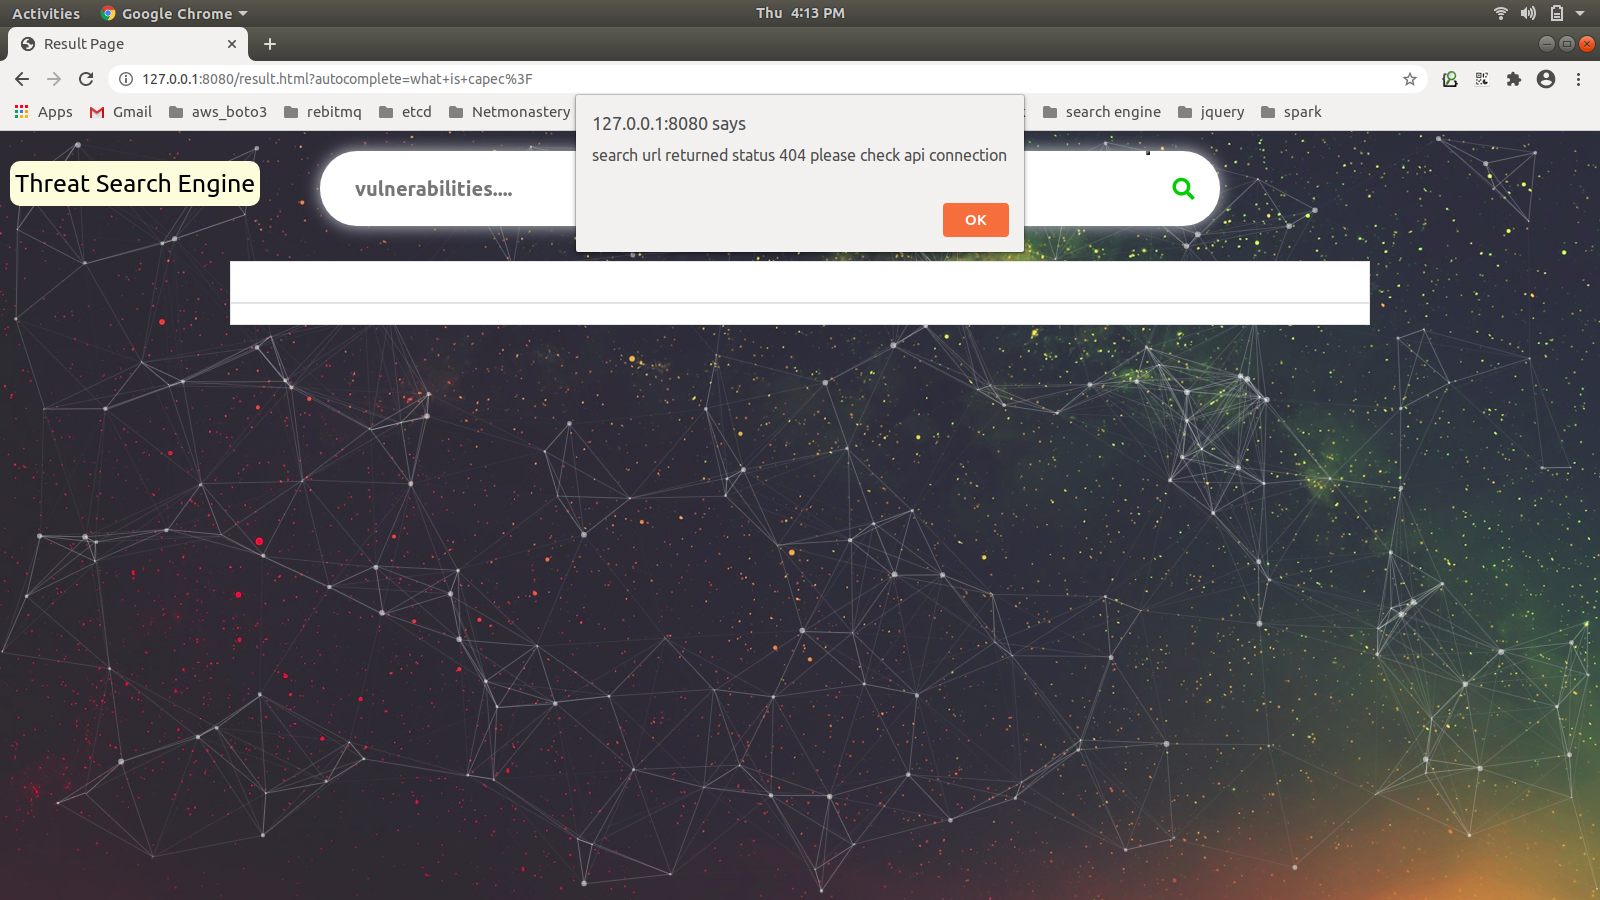 Activities
Google Chrome
Thu 4:13 PM
Result Page
127.0.0.1:8080/result.html?autocomplete=what+is+capec%3F
Apps
Gmail
aws_boto3
rebitmq
etcd
Netmonastery
search engine
jquery
spark
127.0.0.1:8080 says
search url returned status 404 please check api connection
OK
Threat Search Engine
vulnerabilities....